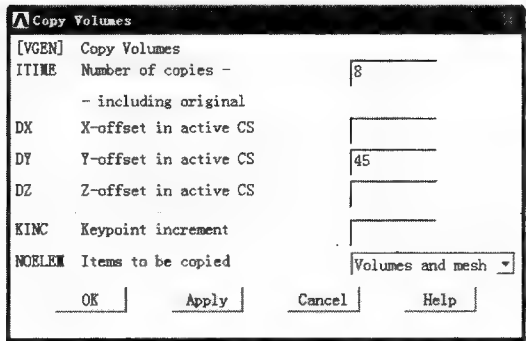 Copy Volumes
[VGEN] Copy Volumes
ITIME Number of copies - 8
- including original
DX X-offset in active CS
DY Y-offset in active CS 45
DZ Z-offset in active CS
KINC Keypoint increment
NOELEM Items to be copied Volumes and mesh
OK Apply Cancel Help